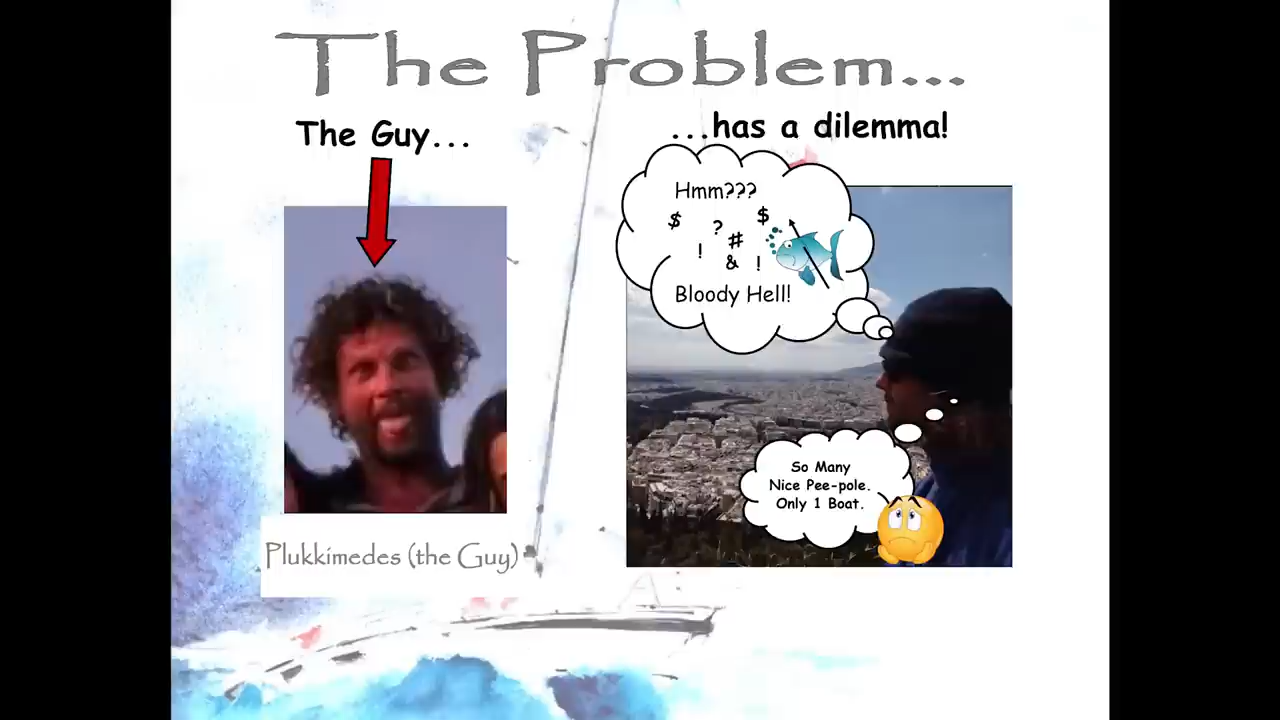 The Problem...
The Guy...
...has a dilemma!
Hmm???
$ ? $
! #
& !
Bloody Hell!
So Many
Nice Pee-pole.
Only 1 Boat.
Plukkimedes (the Guy)